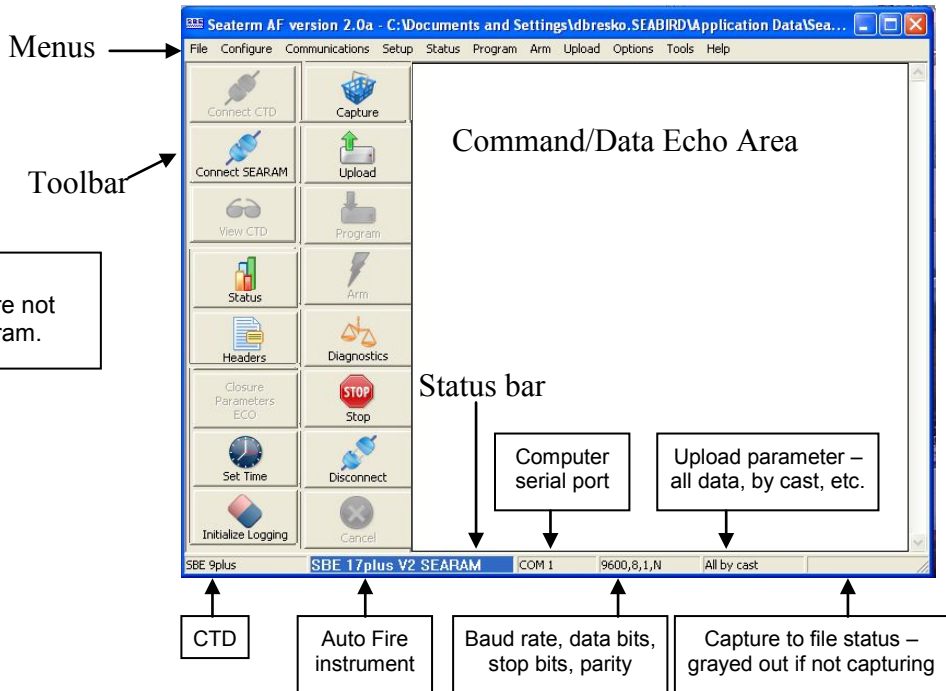 SBE Seaterm AF version 2.0a - C:\Documents and Settings\dbresko.SEABIRD\Application Data\Sea...
Menus
File Configure Communications Setup Status Program Arm Upload Options Tools Help
Connect CTD
Capture
Command/Data Echo Area
Toolbar
Connect SEARAM
Upload
View CTD
Program
re not
ram.
Status
Arm
Headers
Diagnostics
Closure
Parameters
ECO
STOP
Stop
Status bar
Set Time
Disconnect
Computer
serial port
Upload parameter –
all data, by cast, etc.
Initialize Logging
Cancel
SBE 9plus
SBE 17plus V2 SEARAM
COM 1
9600,8,1,N
All by cast
CTD
Auto Fire
instrument
Baud rate, data bits,
stop bits, parity
Capture to file status –
grayed out if not capturing